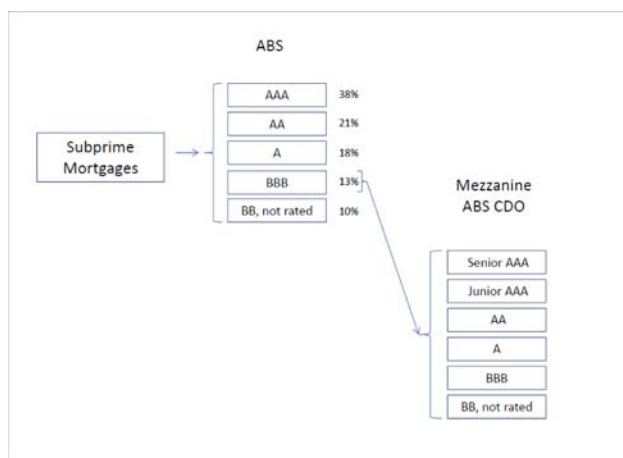 ABS
AAA 38%
AA 21%
Subprime
Mortgages
A 18%
BBB 13%
BB, not rated 10%
Mezzanine
ABS CDO
Senior AAA
Junior AAA
AA
A
BBB
BB, not rated